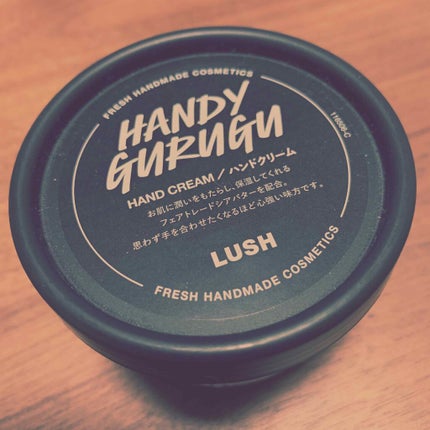 FRESH HANDMADE COSMETICS
HANDY
GURUGU
HAND CREAM / ハンドクリーム
お肌に潤いをもたらし、保湿してくれる
フェアトレードシアバターを配合。
思わず手を合わせたくなるほど心強い味方です。
LUSH
FRESH HANDMADE COSMETICS
116506-C